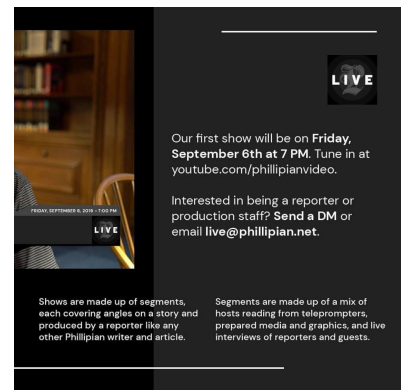 LIVE
Our first show will be on Friday,
September 6th at 7 PM. Tune in at
youtube.com/phillipianvideo.
Interested in being a reporter or
production staff? Send a DM or
email live@phillipian.net.
FRIDAY, SEPTEMBER 6, 2019 - 7:00 PM
LIVE
Shows are made up of segments,
each covering angles on a story and
produced by a reporter like any
other Phillipian writer and article.
Segments are made up of a mix of
hosts reading from teleprompters,
prepared media and graphics, and live
interviews of reporters and guests.